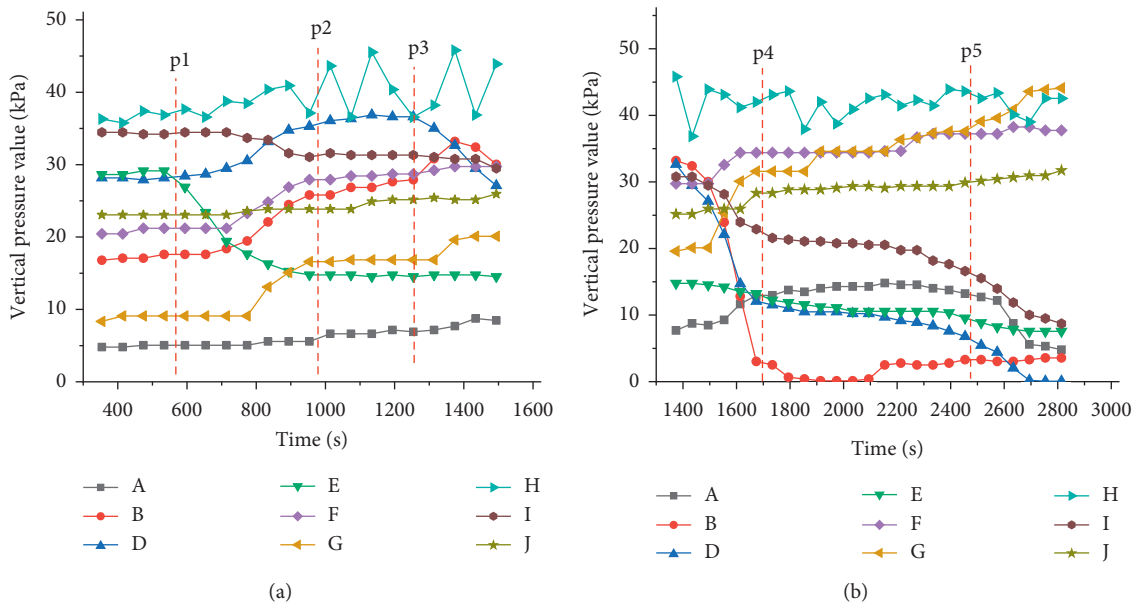 50
40
30
20
10
0
Vertical pressure value (kPa)
p1
p2
p3
400 600 800 1000 1200 1400 1600
Time (s)
A E H
B F I
D G J
(a)
50
40
30
20
10
0
Vertical pressure value (kPa)
p4
p5
1400 1600 1800 2000 2200 2400 2600 2800 3000
Time (s)
A E H
B F I
D G J
(b)